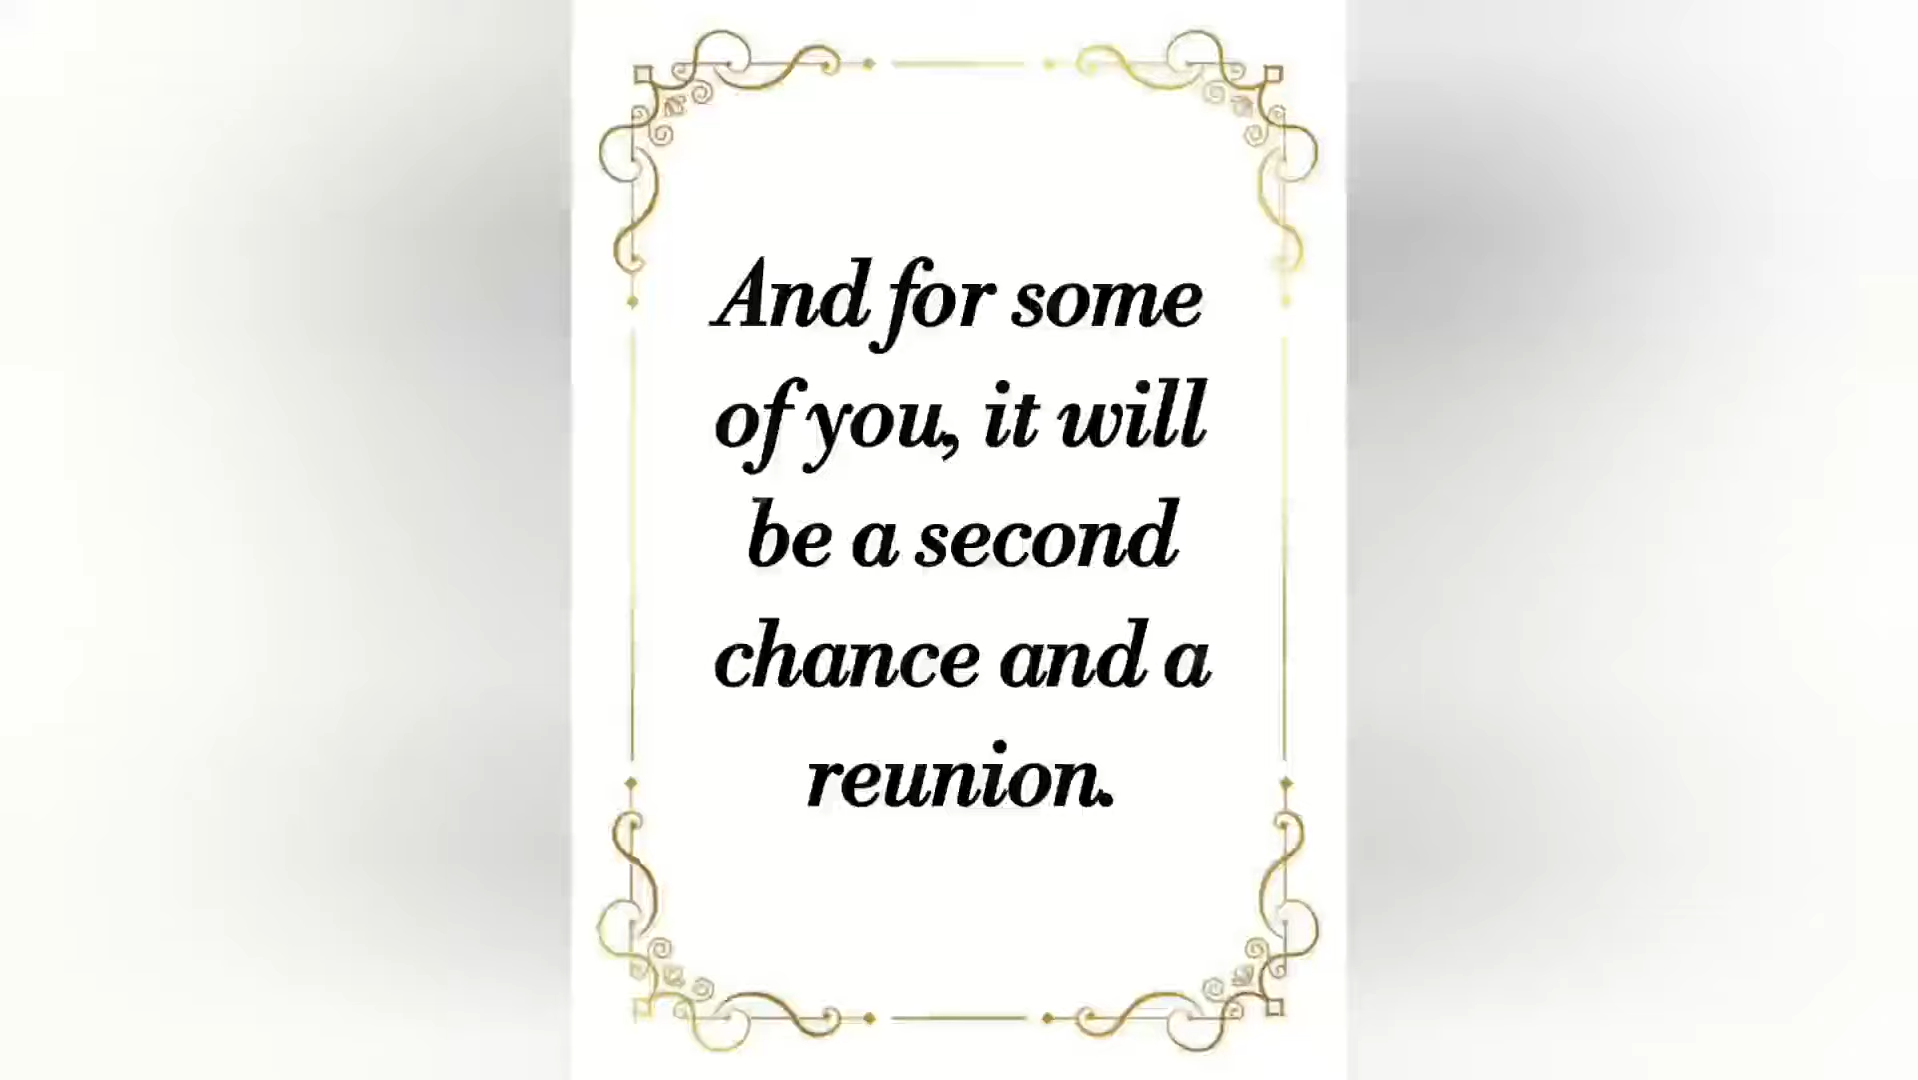 And for some
of you, it will
be a second
chance and a
reunion.